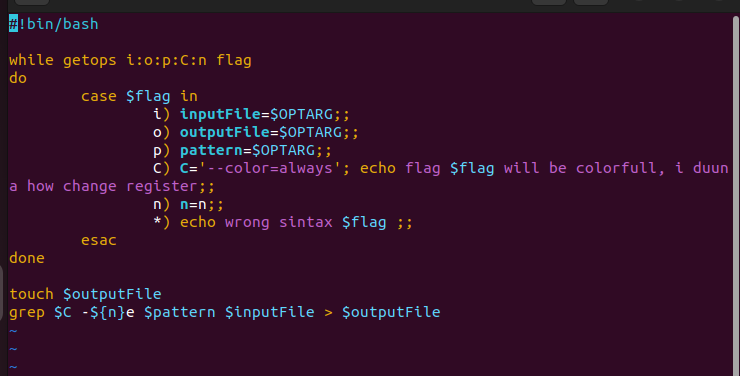 #!bin/bash

while getops i:o:p:C:n flag
do
        case $flag in
                i) inputFile=$OPTARG;;
                o) outputFile=$OPTARG;;
                p) pattern=$OPTARG;;
                C) C='--color=always'; echo flag $flag will be colorfull, i duun
a how change register;;
                n) n=n;;
                *) echo wrong sintax $flag ;;
        esac
done

touch $outputFile
grep $C -${n}e $pattern $inputFile > $outputFile
~
~
~